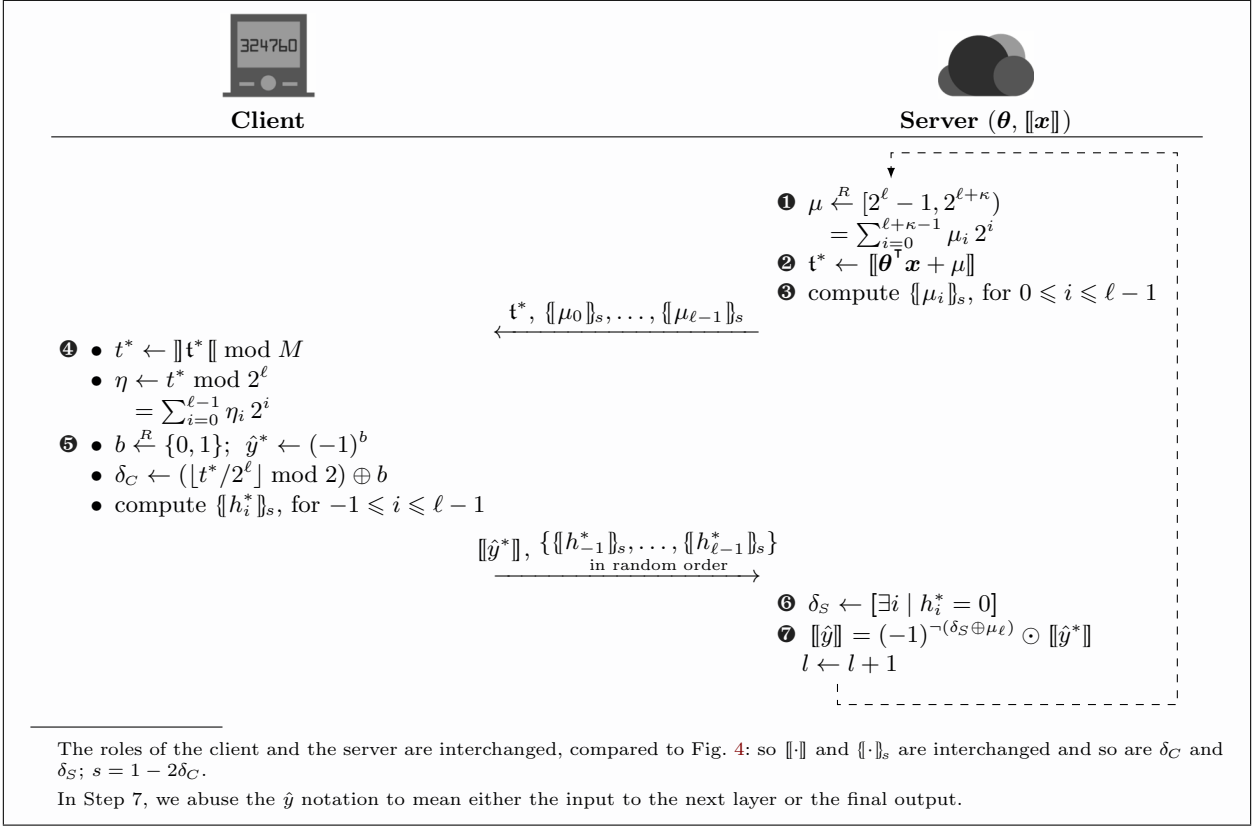 324760
Client
Server (θ, ⟦x⟧)
❶ μ ←R [2^ℓ − 1, 2^{ℓ+κ})
= ∑_{i=0}^{ℓ+κ−1} μ_i 2^i
❷ 𝔱* ← ⟦θ^⊤x + μ⟧
❸ compute ⦃μ_i⦄_s, for 0 ⩽ i ⩽ ℓ − 1
𝔱*, ⦃μ_0⦄_s, . . . , ⦃μ_{ℓ−1}⦄_s
❹ • t* ← ⟧𝔱*⟦ mod M
• η ← t* mod 2^ℓ
= ∑_{i=0}^{ℓ−1} η_i 2^i
❺ • b ←R {0, 1}; ŷ* ← (−1)^b
• δ_C ← (⌊t*/2^ℓ⌋ mod 2) ⊕ b
• compute ⦃h*_i⦄_s, for −1 ⩽ i ⩽ ℓ − 1
⟦ŷ*⟧, {⦃h*_{−1}⦄_s, . . . , ⦃h*_{ℓ−1}⦄_s}
in random order
❻ δ_S ← [∃i | h*_i = 0]
❼ ⟦ŷ⟧ = (−1)^{¬(δ_S⊕μ_ℓ)} ⊙ ⟦ŷ*⟧
l ← l + 1
The roles of the client and the server are interchanged, compared to Fig. 4: so ⟦·⟧ and ⦃·⦄_s are interchanged and so are δ_C and
δ_S; s = 1 − 2δ_C.
In Step 7, we abuse the ŷ notation to mean either the input to the next layer or the final output.